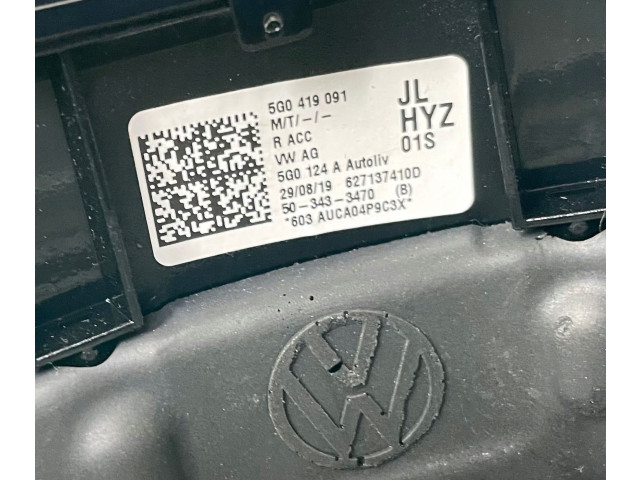 5G0 419 091
M/T/-/-
R ACC
VW AG
5G0 124 A Autoliv
29/08/19 627137410D
50-343-3470 (B)
*603 AUCA04P9C3X*
JL
HYZ
01S
VW